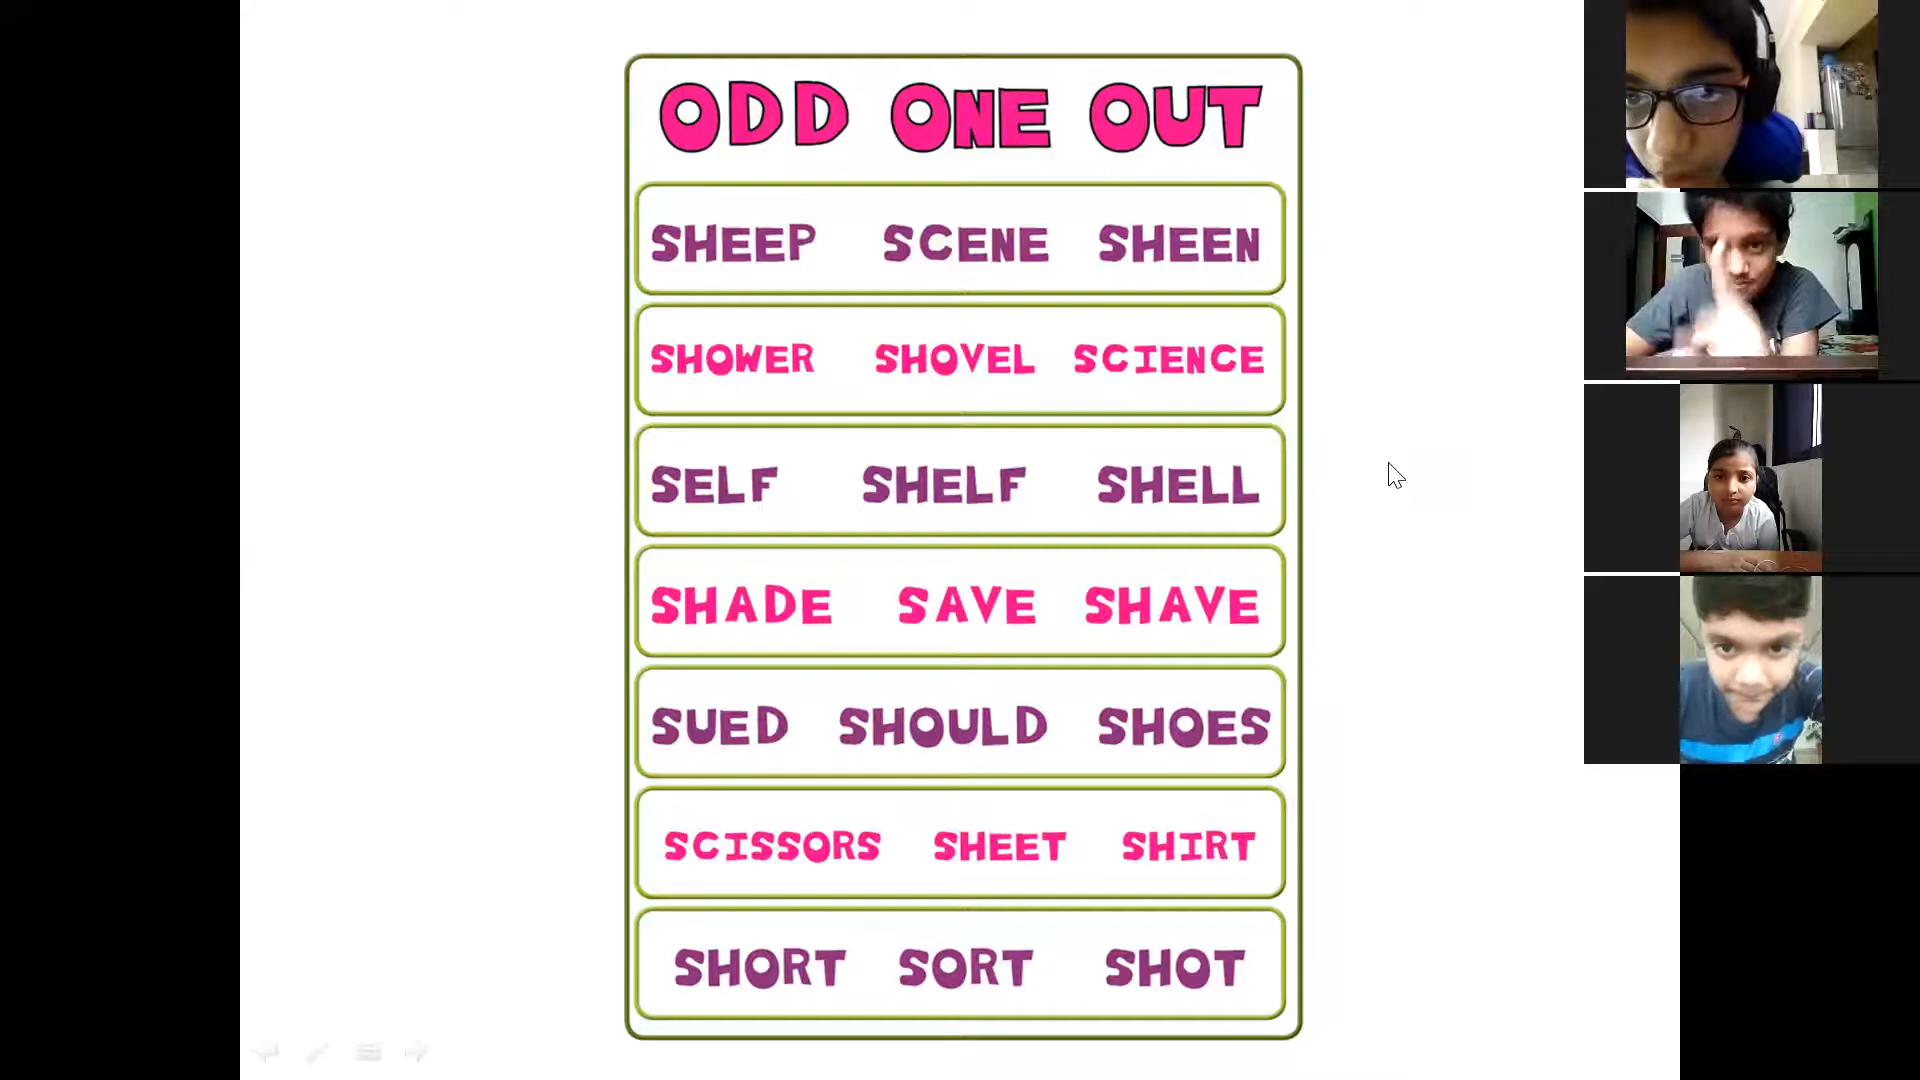 ODD ONE OUT
SHEEP SCENE SHEEN
SHOWER SHOVEL SCIENCE
SELF SHELF SHELL
SHADE SAVE SHAVE
SUED SHOULD SHOES
SCISSORS SHEET SHIRT
SHORT SORT SHOT